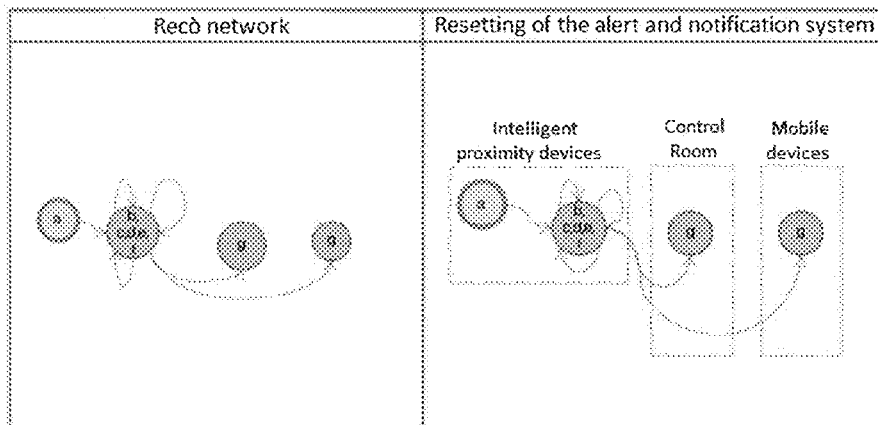 Recò network
Resetting of the alert and notification system
Intelligent
proximity devices
Control
Room
Mobile
devices
a
b,
c,d,e,
f
g
g
a
b,
c,d,e,
f
g
g